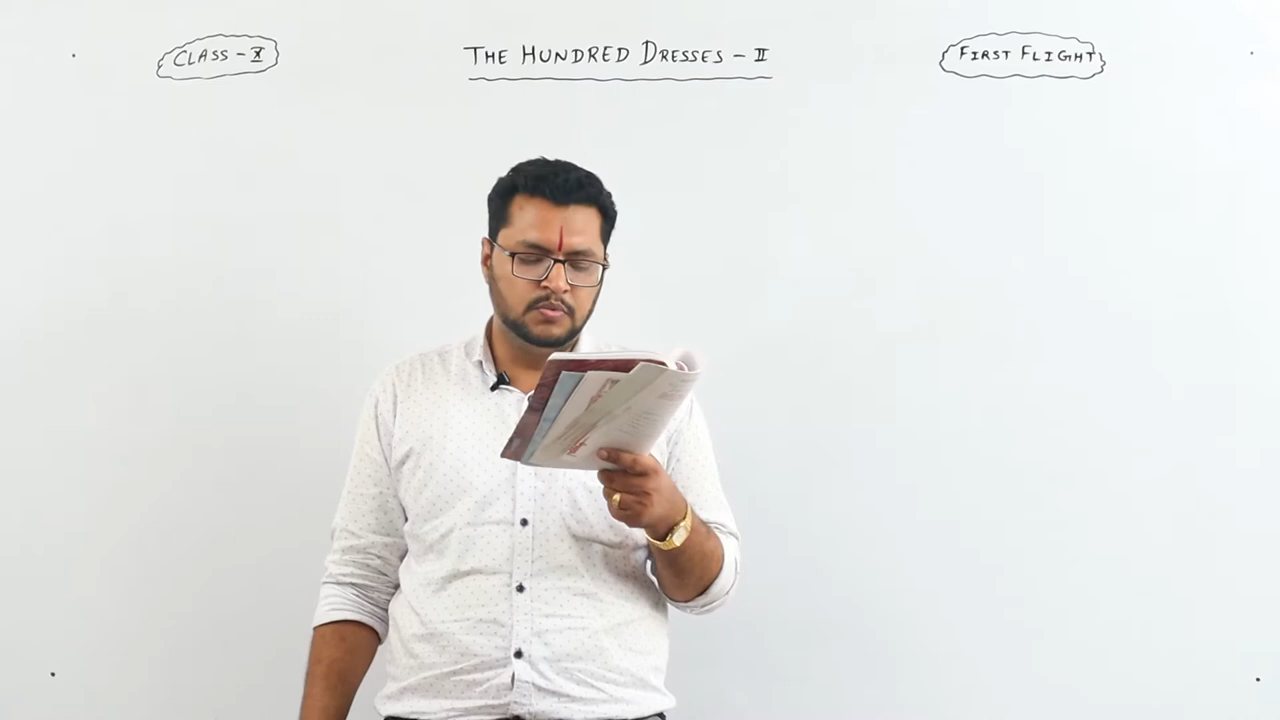 CLASS - X
THE HUNDRED DRESSES - II
FIRST FLIGHT